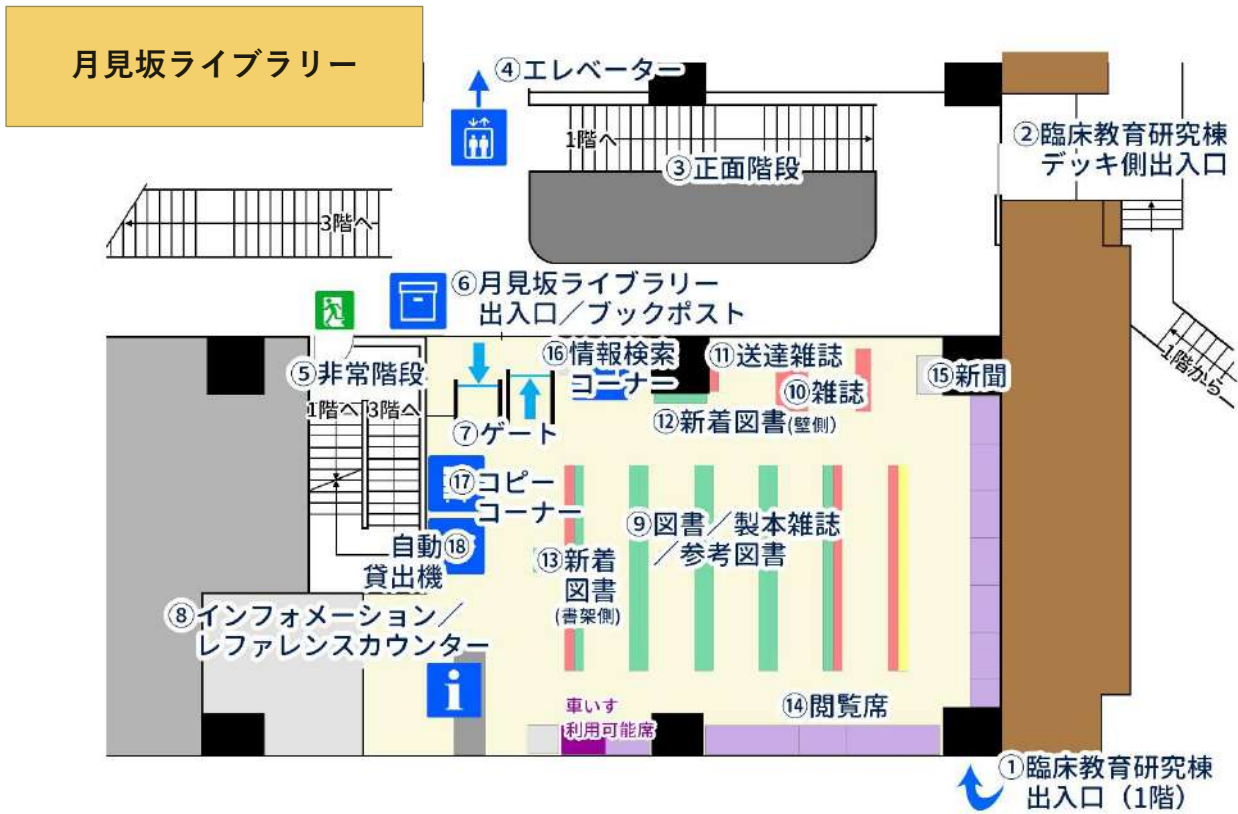 月見坂ライブラリー
④エレベーター
1階へ
③正面階段
②臨床教育研究棟
デッキ側出入口
3階へ
⑥月見坂ライブラリー
出入口／ブックポスト
1階から
⑤非常階段
1階へ
3階へ
⑦ゲート
⑯情報検索
コーナー
⑪送達雑誌
⑩雑誌
⑮新聞
⑫新着図書(壁側)
⑰コピー
コーナー
⑨図書／製本雑誌
／参考図書
自動⑱
貸出機
⑬新着
図書
(書架側)
⑧インフォメーション／
レファレンスカウンター
i
車いす
利用可能席
⑭閲覧席
①臨床教育研究棟
出入口（1階）